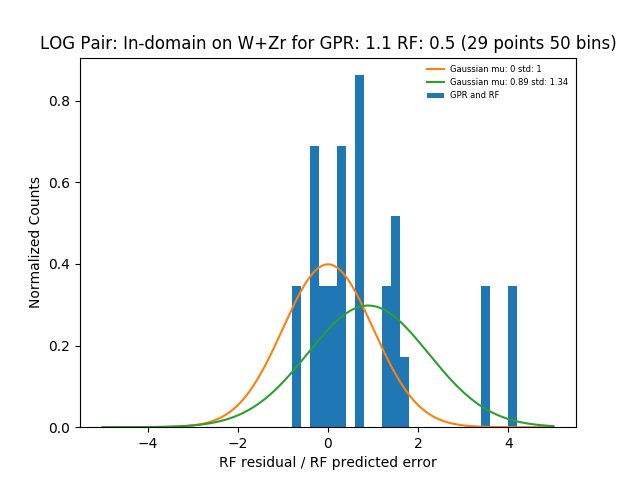 LOG Pair: In-domain on W+Zr for GPR: 1.1 RF: 0.5 (29 points 50 bins)
Gaussian mu: 0 std: 1
Gaussian mu: 0.89 std: 1.34
GPR and RF
Normalized Counts
0.8
0.6
0.4
0.2
0.0
−4 −2 0 2 4
RF residual / RF predicted error